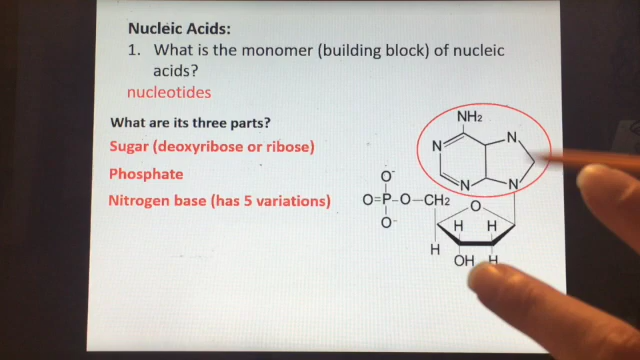 Nucleic Acids:
1. What is the monomer (building block) of nucleic
acids?
nucleotides
What are its three parts?
Sugar (deoxyribose or ribose)
Phosphate
Nitrogen base (has 5 variations)
NH2
N
N
N
N
O-
O=P-O-CH2
O
O-
H
H
H
OH
H